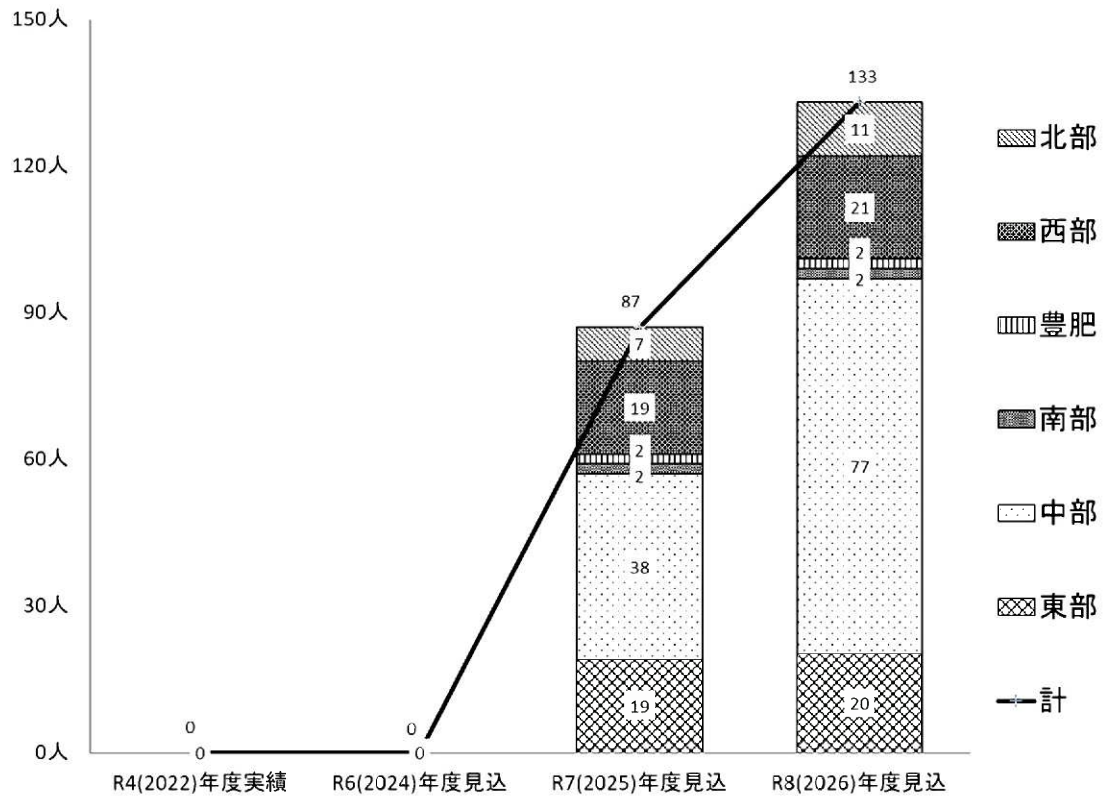 150人
120人
90人
60人
30人
0人
0
0
0
0
87
7
19
2
2
38
19
133
11
21
2
2
77
20
R4(2022)年度実績
R6(2024)年度見込
R7(2025)年度見込
R8(2026)年度見込
北部
西部
豊肥
南部
中部
東部
計